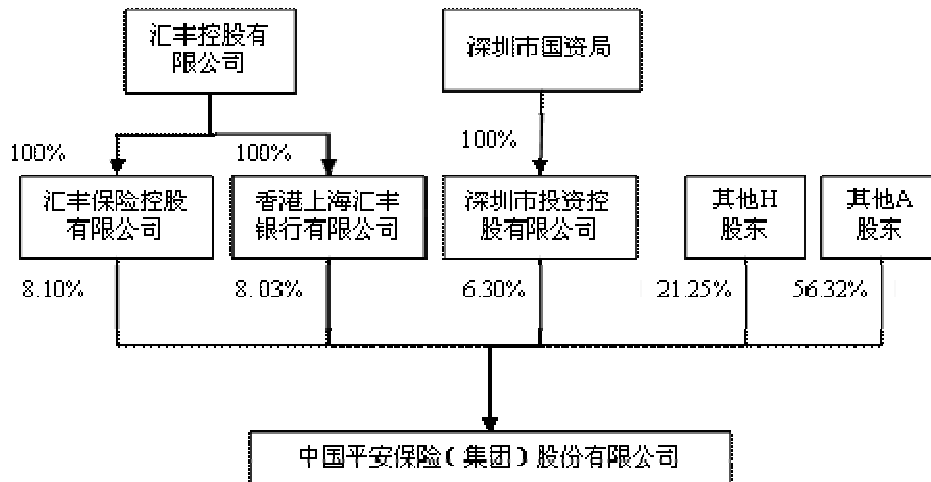 汇丰控股有
限公司
深圳市国资局
100%
100%
100%
汇丰保险控股
有限公司
香港上海汇丰
银行有限公司
深圳市投资控
股有限公司
其他H
股东
其他A
股东
8.10%
8.03%
6.30%
21.25%
56.32%
中国平安保险（集团）股份有限公司